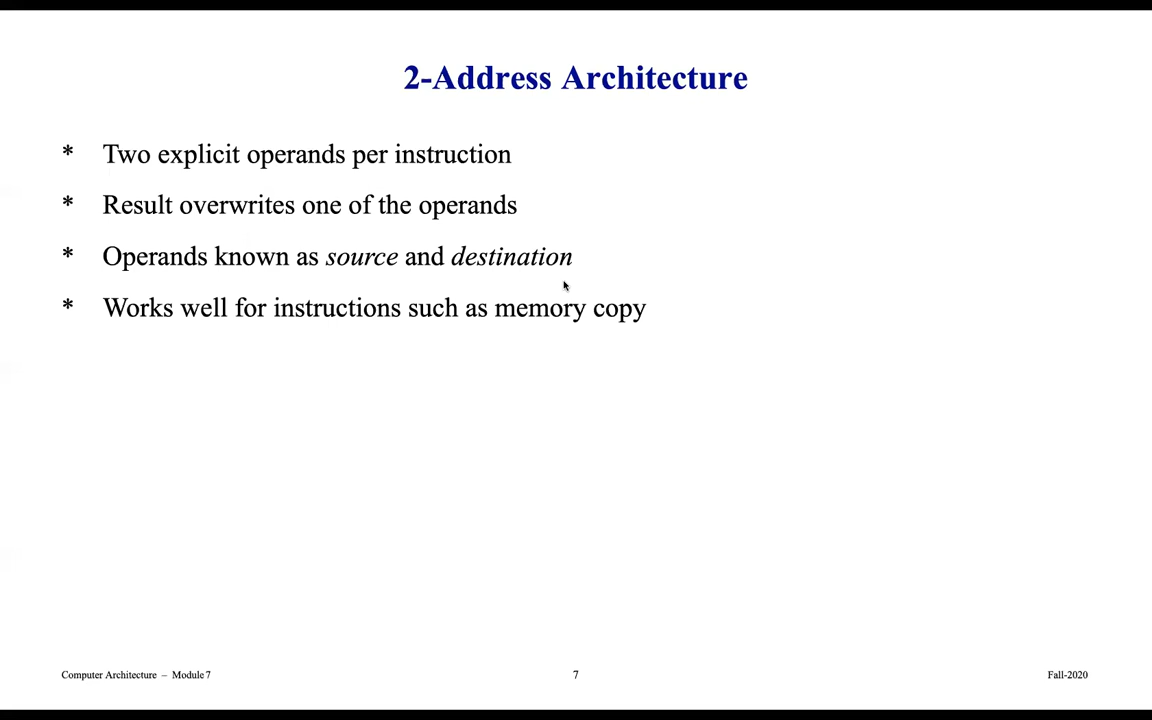 2-Address Architecture
* Two explicit operands per instruction
* Result overwrites one of the operands
* Operands known as source and destination
* Works well for instructions such as memory copy
Computer Architecture – Module 7 7 Fall-2020